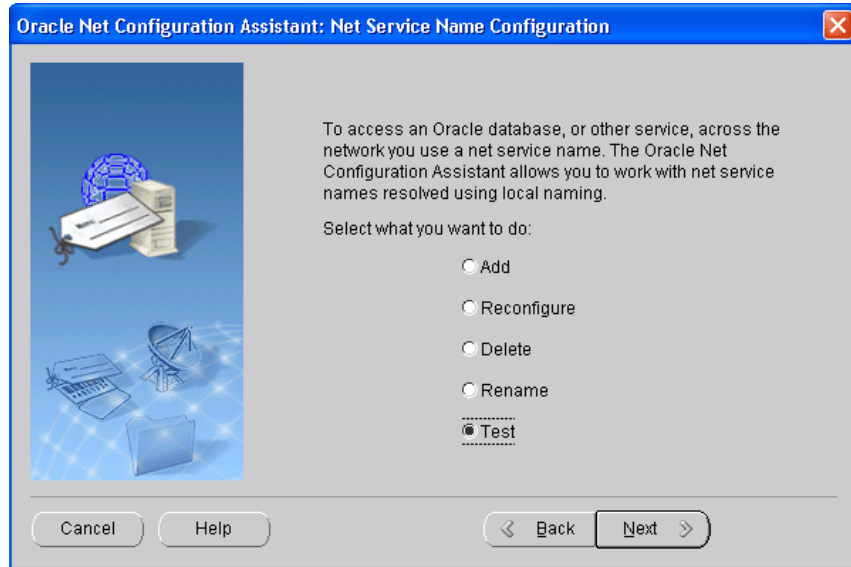 Oracle Net Configuration Assistant: Net Service Name Configuration
To access an Oracle database, or other service, across the
network you use a net service name. The Oracle Net
Configuration Assistant allows you to work with net service
names resolved using local naming.
Select what you want to do:
Add
Reconfigure
Delete
Rename
Test
Cancel
Help
Back
Next